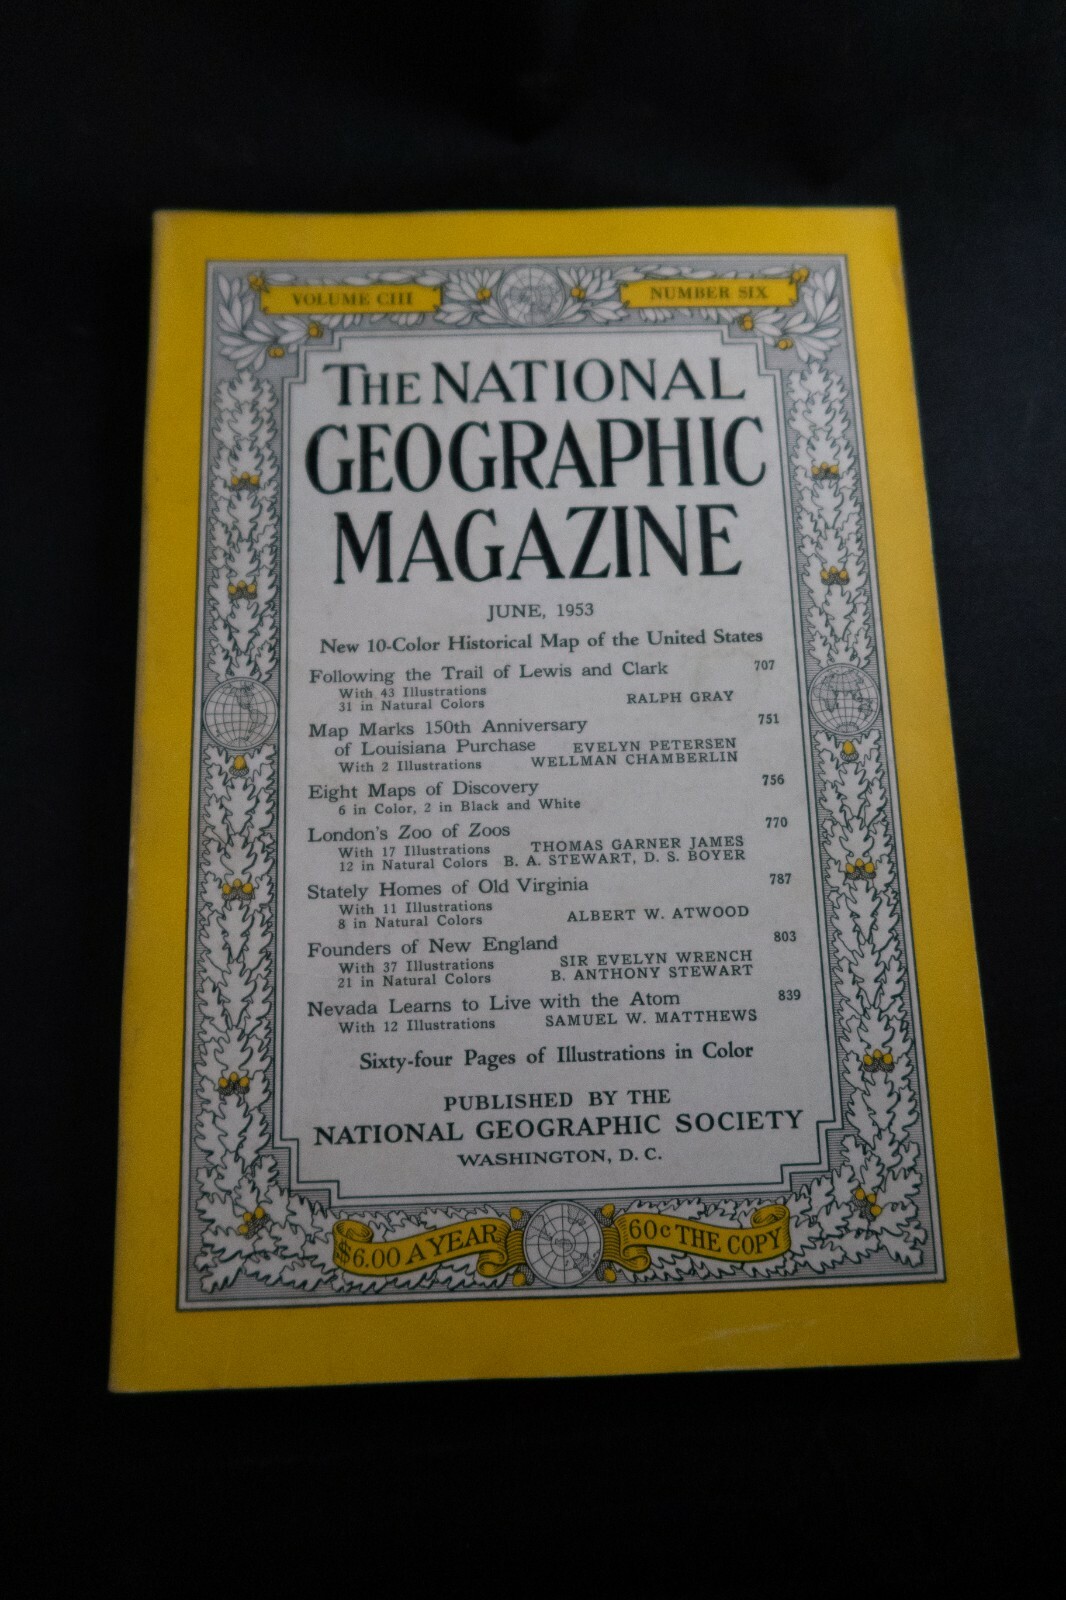 VOLUME CIII
NUMBER SIX
THE NATIONAL
GEOGRAPHIC
MAGAZINE
JUNE, 1953
New 10-Color Historical Map of the United States
Following the Trail of Lewis and Clark 707
With 43 Illustrations
31 in Natural Colors RALPH GRAY
Map Marks 150th Anniversary 751
of Louisiana Purchase EVELYN PETERSEN
With 2 Illustrations WELLMAN CHAMBERLIN
Eight Maps of Discovery 756
6 in Color, 2 in Black and White
London's Zoo of Zoos 770
With 17 Illustrations THOMAS GARNER JAMES
12 in Natural Colors B. A. STEWART, D. S. BOYER
Stately Homes of Old Virginia 787
With 11 Illustrations
8 in Natural Colors ALBERT W. ATWOOD
Founders of New England 803
With 37 Illustrations SIR EVELYN WRENCH
21 in Natural Colors B. ANTHONY STEWART
Nevada Learns to Live with the Atom 839
With 12 Illustrations SAMUEL W. MATTHEWS
Sixty-four Pages of Illustrations in Color
PUBLISHED BY THE
NATIONAL GEOGRAPHIC SOCIETY
WASHINGTON, D. C.
$6.00 A YEAR
60c THE COPY